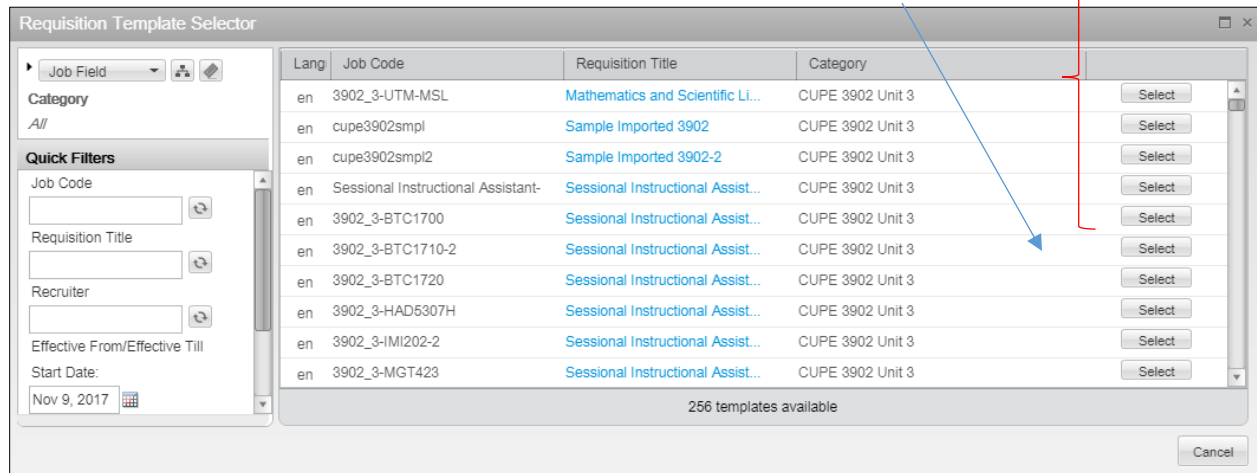 Requisition Template Selector
Job Field
Category
All
Quick Filters
Job Code
Requisition Title
Recruiter
Effective From/Effective Till
Start Date:
Nov 9, 2017
Lang Job Code Requisition Title Category
en 3902_3-UTM-MSL Mathematics and Scientific Li... CUPE 3902 Unit 3 Select
en cupe3902smpl Sample Imported 3902 CUPE 3902 Unit 3 Select
en cupe3902smpl2 Sample Imported 3902-2 CUPE 3902 Unit 3 Select
en Sessional Instructional Assistant- Sessional Instructional Assist... CUPE 3902 Unit 3 Select
en 3902_3-BTC1700 Sessional Instructional Assist... CUPE 3902 Unit 3 Select
en 3902_3-BTC1710-2 Sessional Instructional Assist... CUPE 3902 Unit 3 Select
en 3902_3-BTC1720 Sessional Instructional Assist... CUPE 3902 Unit 3 Select
en 3902_3-HAD5307H Sessional Instructional Assist... CUPE 3902 Unit 3 Select
en 3902_3-IMI202-2 Sessional Instructional Assist... CUPE 3902 Unit 3 Select
en 3902_3-MGT423 Sessional Instructional Assist... CUPE 3902 Unit 3 Select
256 templates available
Cancel